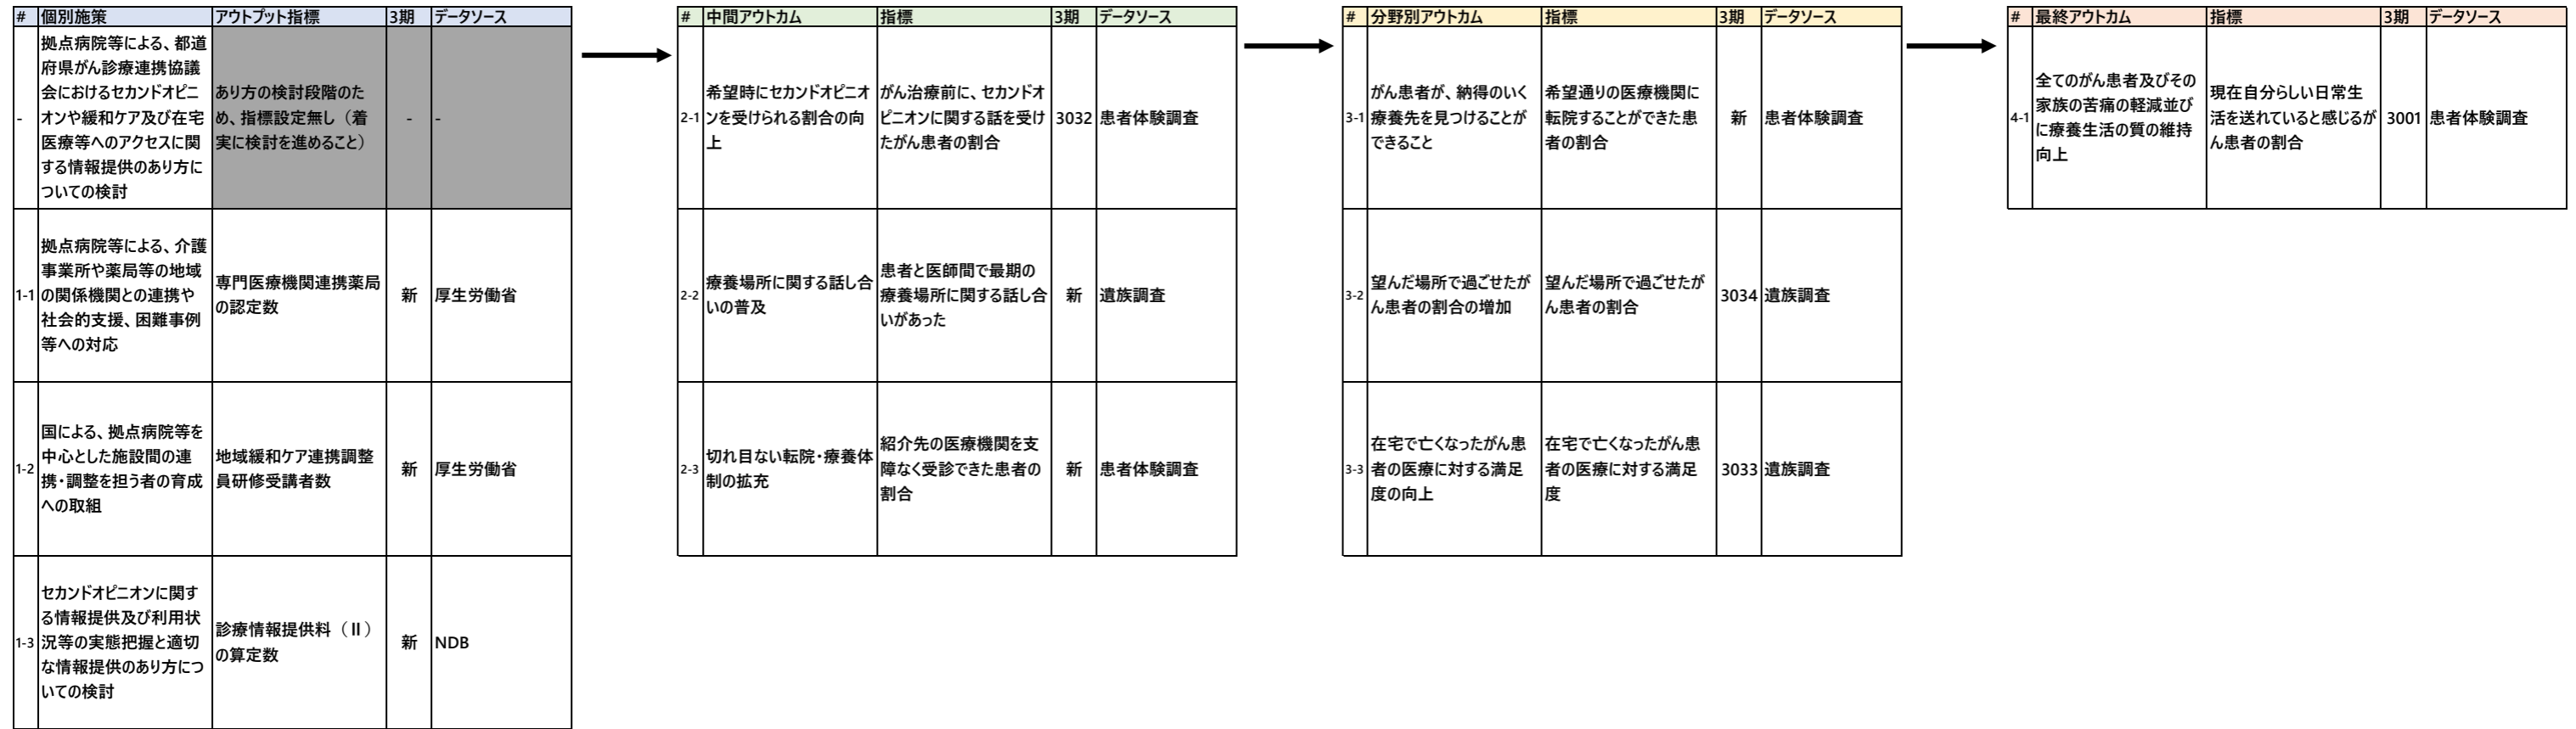 # 個別施策 アウトプット指標 3期 データソース
-
拠点病院等による、都道
府県がん診療連携協議
会におけるセカンドオピニ
オンや緩和ケア及び在宅
医療等へのアクセスに関
する情報提供のあり方に
ついての検討
あり方の検討段階のた
め、指標設定無し（着
実に検討を進めること）
-
-
1-1
拠点病院等による、介護
事業所や薬局等の地域
の関係機関との連携や
社会的支援、困難事例
等への対応
専門医療機関連携薬局
の認定数
新
厚生労働省
1-2
国による、拠点病院等を
中心とした施設間の連
携・調整を担う者の育成
への取組
地域緩和ケア連携調整
員研修受講者数
新
厚生労働省
1-3
セカンドオピニオンに関す
る情報提供及び利用状
況等の実態把握と適切
な情報提供のあり方につ
いての検討
診療情報提供料（Ⅱ）
の算定数
新
NDB
# 中間アウトカム 指標 3期 データソース
2-1
希望時にセカンドオピニオ
ンを受けられる割合の向
上
がん治療前に、セカンドオ
ピニオンに関する話を受け
たがん患者の割合
3032
患者体験調査
2-2
療養場所に関する話し合
いの普及
患者と医師間で最期の
療養場所に関する話し合
いがあった
新
遺族調査
2-3
切れ目ない転院・療養体
制の拡充
紹介先の医療機関を支
障なく受診できた患者の
割合
新
患者体験調査
# 分野別アウトカム 指標 3期 データソース
3-1
がん患者が、納得のいく
療養先を見つけることが
できること
希望通りの医療機関に
転院することができた患
者の割合
新
患者体験調査
3-2
望んだ場所で過ごせたが
ん患者の割合の増加
望んだ場所で過ごせたが
ん患者の割合
3034
遺族調査
3-3
在宅で亡くなったがん患
者の医療に対する満足
度の向上
在宅で亡くなったがん患
者の医療に対する満足
度
3033
遺族調査
# 最終アウトカム 指標 3期 データソース
4-1
全てのがん患者及びその
家族の苦痛の軽減並び
に療養生活の質の維持
向上
現在自分らしい日常生
活を送れていると感じるが
ん患者の割合
3001
患者体験調査